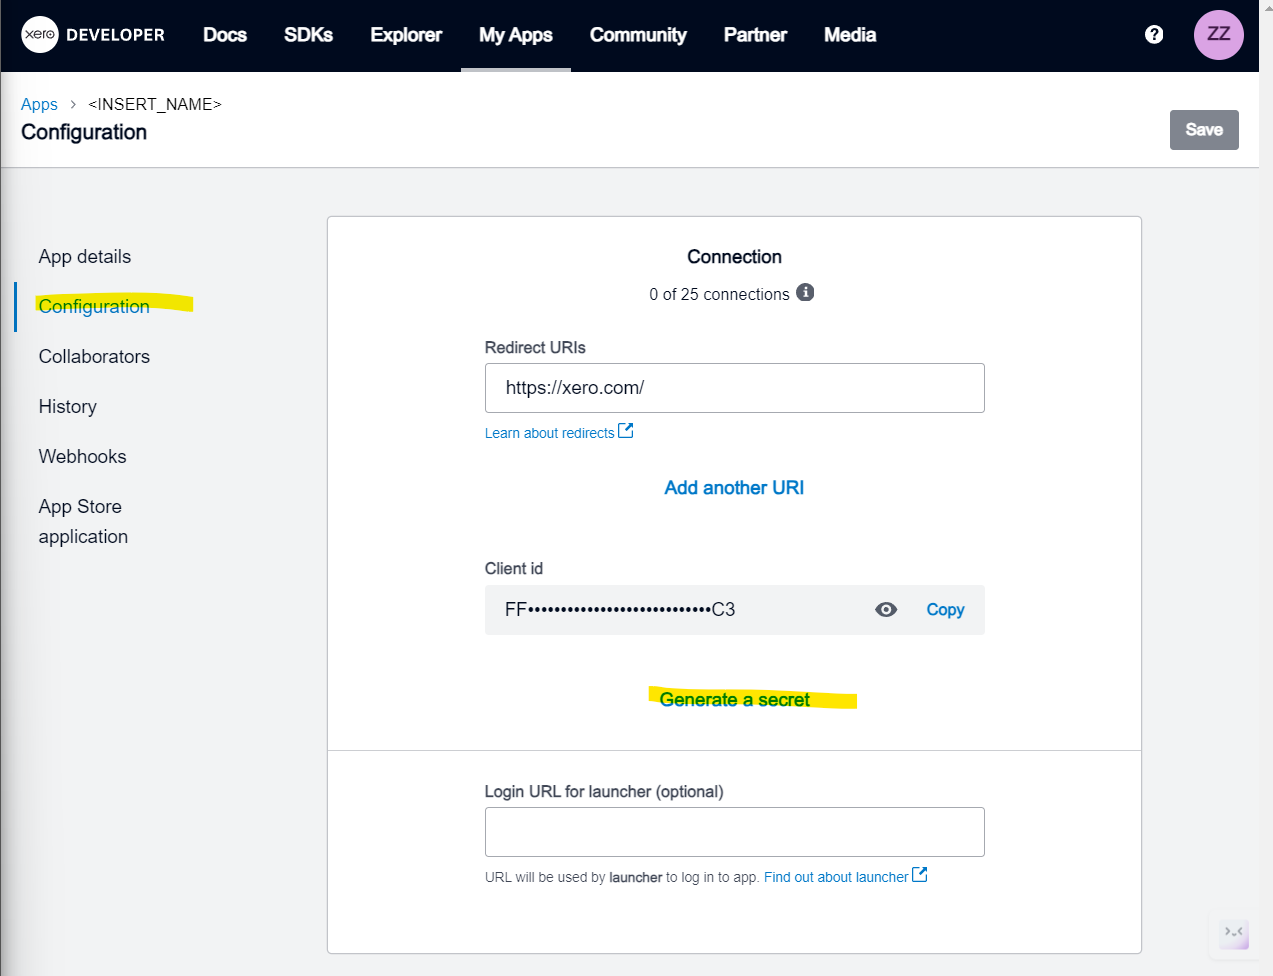 xero DEVELOPER Docs SDKs Explorer My Apps Community Partner Media ? ZZ
Apps > <INSERT_NAME>
Configuration
Save
App details
Configuration
Collaborators
History
Webhooks
App Store
application
Connection
0 of 25 connections i
Redirect URIs
https://xero.com/
Learn about redirects
Add another URI
Client id
FF••••••••••••••••••••••••••••C3 Copy
Generate a secret
Login URL for launcher (optional)
URL will be used by launcher to log in to app. Find out about launcher